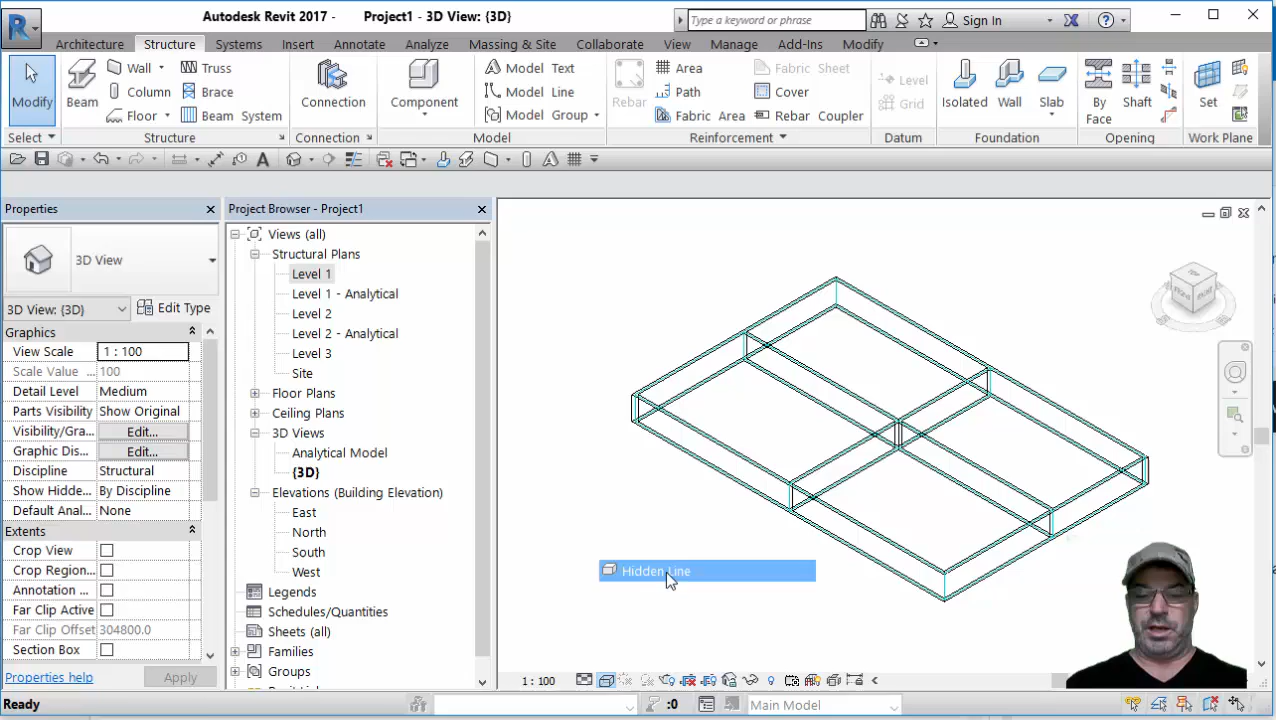 Autodesk Revit 2017 - Project1 - 3D View: {3D}
Type a keyword or phrase
Sign In
Architecture Structure Systems Insert Annotate Analyze Massing & Site Collaborate View Manage Add-Ins Modify
Modify
Beam
Wall
Column
Floor
Truss
Brace
Beam System
Connection
Component
Model Text
Model Line
Model Group
Rebar
Area
Path
Fabric Area
Fabric Sheet
Cover
Rebar Coupler
Level
Grid
Isolated
Wall
Slab
By Face
Shaft
Set
Select Structure Connection Model Reinforcement Datum Foundation Opening Work Plane
Properties
3D View
3D View: {3D} Edit Type
Graphics
View Scale 1 : 100
Scale Value ... 100
Detail Level Medium
Parts Visibility Show Original
Visibility/Gra... Edit...
Graphic Dis... Edit...
Discipline Structural
Show Hidde... By Discipline
Default Anal... None
Extents
Crop View
Crop Region...
Annotation ...
Far Clip Active
Far Clip Offset 304800.0
Section Box
Properties help Apply
Project Browser - Project1
Views (all)
Structural Plans
Level 1
Level 1 - Analytical
Level 2
Level 2 - Analytical
Level 3
Site
Floor Plans
Ceiling Plans
3D Views
Analytical Model
{3D}
Elevations (Building Elevation)
East
North
South
West
Legends
Schedules/Quantities
Sheets (all)
Families
Groups
TOP
Hidden Line
1 : 100
Ready
:0
Main Model